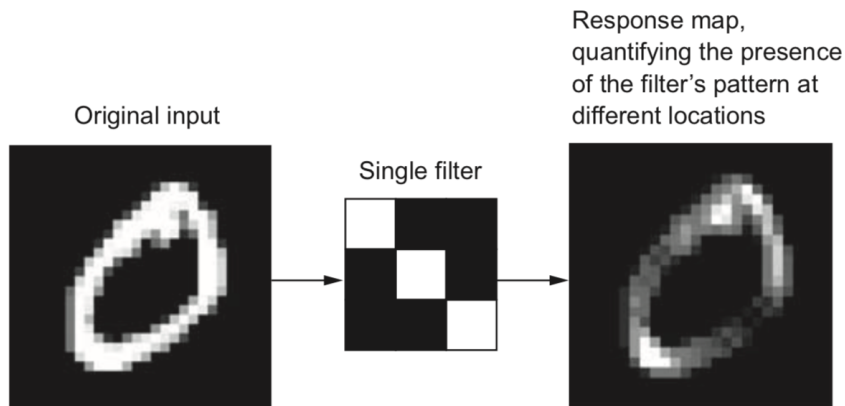 Original input
Single filter
Response map,
quantifying the presence
of the filter’s pattern at
different locations